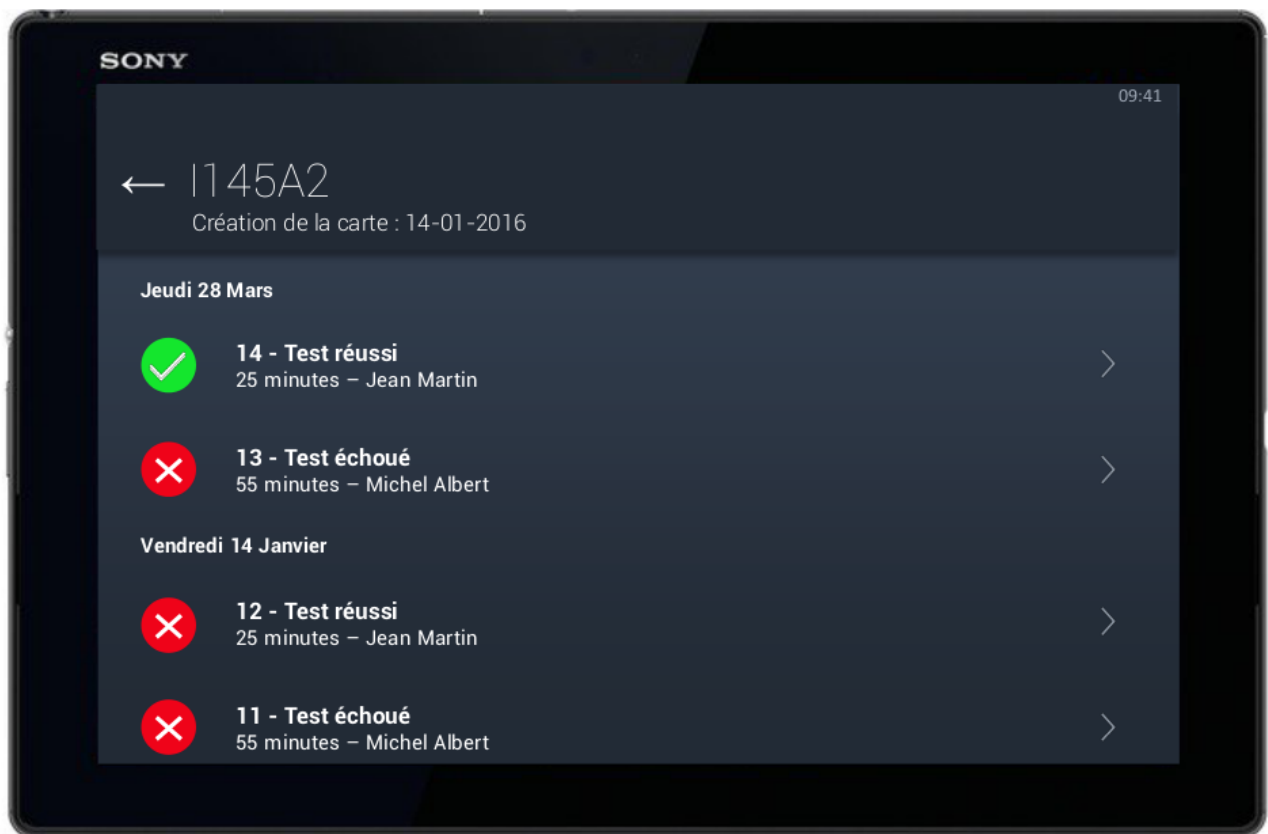 SONY
09:41
← I145A2
Création de la carte : 14-01-2016
Jeudi 28 Mars
14 - Test réussi
25 minutes – Jean Martin
13 - Test échoué
55 minutes – Michel Albert
Vendredi 14 Janvier
12 - Test réussi
25 minutes – Jean Martin
11 - Test échoué
55 minutes – Michel Albert